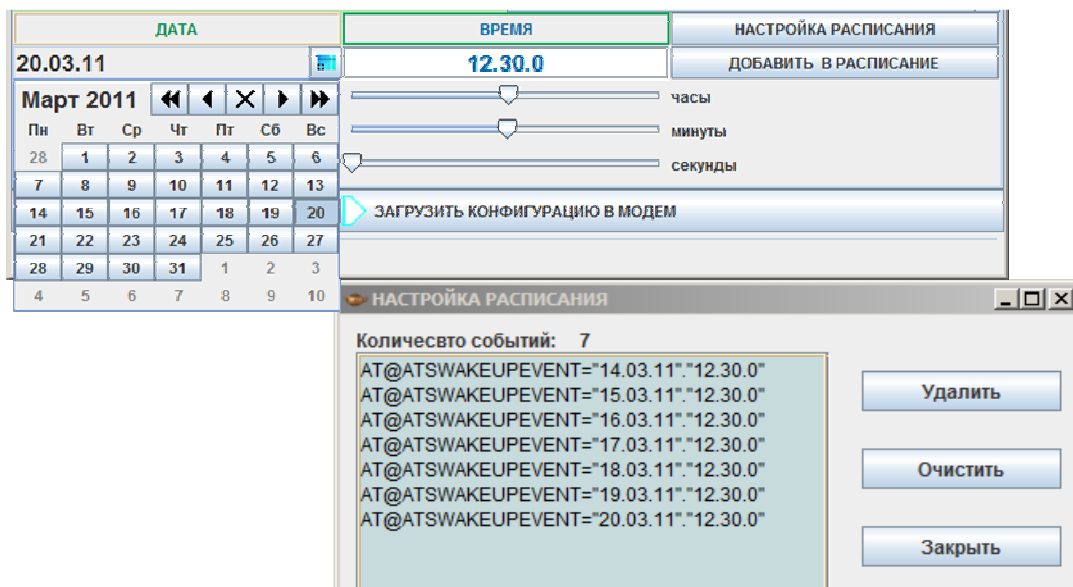 ДАТА ВРЕМЯ НАСТРОЙКА РАСПИСАНИЯ
20.03.11 12.30.0 ДОБАВИТЬ В РАСПИСАНИЕ
Март 2011
часы
Пн Вт Ср Чт Пт Сб Вс
минуты
28 1 2 3 4 5 6
секунды
7 8 9 10 11 12 13
14 15 16 17 18 19 20
ЗАГРУЗИТЬ КОНФИГУРАЦИЮ В МОДЕМ
21 22 23 24 25 26 27
28 29 30 31 1 2 3
4 5 6 7 8 9 10
НАСТРОЙКА РАСПИСАНИЯ
Количесвто событий: 7
AT@ATSWAKEUPEVENT="14.03.11"."12.30.0"
AT@ATSWAKEUPEVENT="15.03.11"."12.30.0"
AT@ATSWAKEUPEVENT="16.03.11"."12.30.0"
AT@ATSWAKEUPEVENT="17.03.11"."12.30.0"
AT@ATSWAKEUPEVENT="18.03.11"."12.30.0"
AT@ATSWAKEUPEVENT="19.03.11"."12.30.0"
AT@ATSWAKEUPEVENT="20.03.11"."12.30.0"
Удалить
Очистить
Закрыть